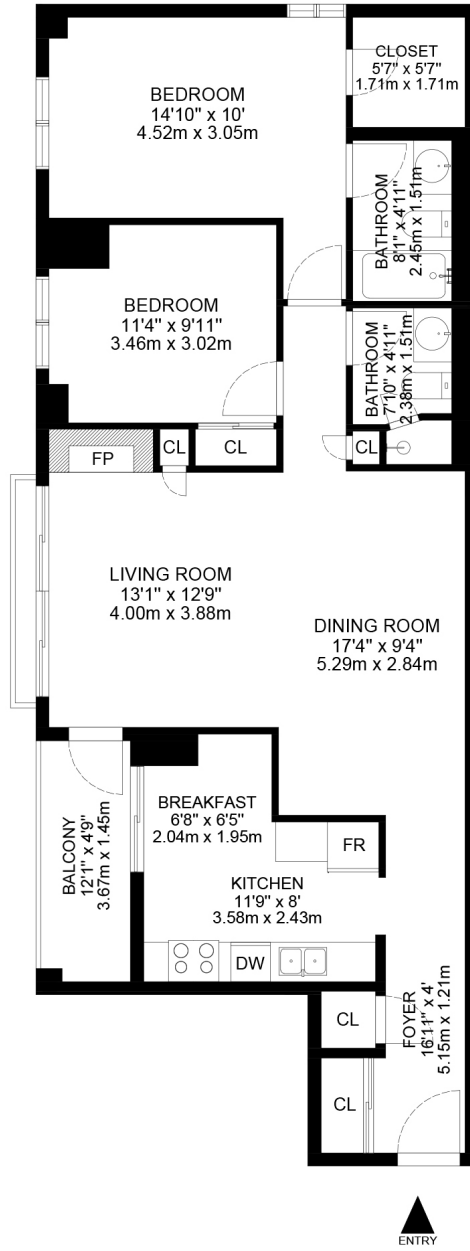 CLOSET
5'7" x 5'7"
1.71m x 1.71m
BEDROOM
14'10" x 10'
4.52m x 3.05m
BATHROOM
8'1" x 4'11"
2.45m x 1.51m
BEDROOM
11'4" x 9'11"
3.46m x 3.02m
BATHROOM
7'10" x 4'11"
2.38m x 1.51m
FP
CL
CL
CL
LIVING ROOM
13'1" x 12'9"
4.00m x 3.88m
DINING ROOM
17'4" x 9'4"
5.29m x 2.84m
BALCONY
12'1" x 4'9"
3.67m x 1.45m
BREAKFAST
6'8" x 6'5"
2.04m x 1.95m
FR
KITCHEN
11'9" x 8'
3.58m x 2.43m
DW
CL
FOYER
16'11" x 4'
5.15m x 1.21m
CL
ENTRY